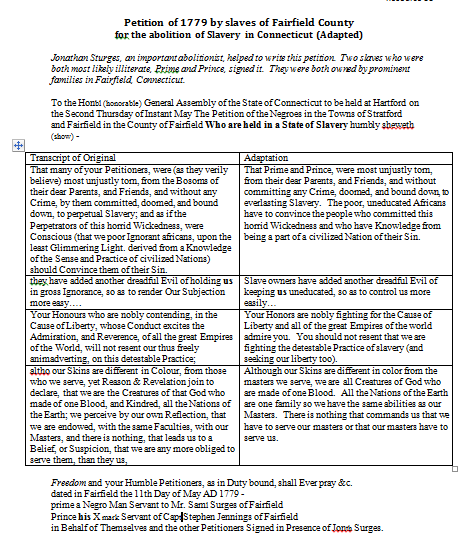 Petition of 1779 by slaves of Fairfield County
for the abolition of Slavery in Connecticut (Adapted)
Jonathan Sturges, an important abolitionist, helped to write this petition. Two slaves who were
both most likely illiterate, Prime and Prince, signed it. They were both owned by prominent
families in Fairfield, Connecticut.
To the Honbl (honorable) General Assembly of the State of Connecticut to be held at Hartford on
the Second Thursday of Instant May The Petition of the Negroes in the Towns of Stratford
and Fairfield in the County of Fairfield Who are held in a State of Slavery humbly sheweth
(show) -
Transcript of Original
That many of your Petitioners, were (as they verily
believe) most unjustly torn, from the Bosoms of
their dear Parents, and Friends, and without any
Crime, by them committed, doomed, and bound
down, to perpetual Slavery; and as if the
Perpetrators of this horrid Wickedness, were
Conscious (that we poor Ignorant africans, upon the
least Glimmering Light. derived from a Knowledge
of the Sense and Practice of civilized Nations)
should Convince them of their Sin.
Adaptation
That Prime and Prince, were most unjustly torn,
from their dear Parents, and Friends, and without
committing any Crime, doomed, and bound down, to
everlasting Slavery. The poor, uneducated Africans
have to convince the people who committed this
horrid Wickedness and who have Knowledge from
being a part of a civilized Nation of their Sin.
they have added another dreadful Evil of holding us
in gross Ignorance, so as to render Our Subjection
more easy….
Slave owners have added another dreadful Evil of
keeping us uneducated, so as to control us more
easily…
Your Honours who are nobly contending, in the
Cause of Liberty, whose Conduct excites the
Admiration, and Reverence, of all the great Empires
of the World, will not resent our thus freely
animadverting, on this detestable Practice;
Your Honors are nobly fighting for the Cause of
Liberty and all of the great Empires of the world
admire you. You should not resent that we are
fighting the detestable Practice of slavery (and
seeking our liberty too).
altho our Skins are different in Colour, from those
who we serve, yet Reason & Revelation join to
declare, that we are the Creatures of that God who
made of one Blood, and Kindred, all the Nations of
the Earth; we perceive by our own Reflection, that
we are endowed, with the same Faculties, with our
Masters, and there is nothing, that leads us to a
Belief, or Suspicion, that we are any more obliged to
serve them, than they us,
Although our Skins are different in color from the
masters we serve, we are all Creatures of God who
are made of one Blood. All the Nations of the Earth
are one family so we have the same abilities as our
Masters. There is nothing that commands us that we
have to serve our masters or that our masters have to
serve us.
Freedom and your Humble Petitioners, as in Duty bound, shall Ever pray &c.
dated in Fairfield the 11th Day of May AD 1779 -
prime a Negro Man Servant to Mr. Saml Surges of Fairfield
Prince his X mark Servant of Capt Stephen Jennings of Fairfield
in Behalf of Themselves and the other Petitioners Signed in Presence of Jonth Surges.